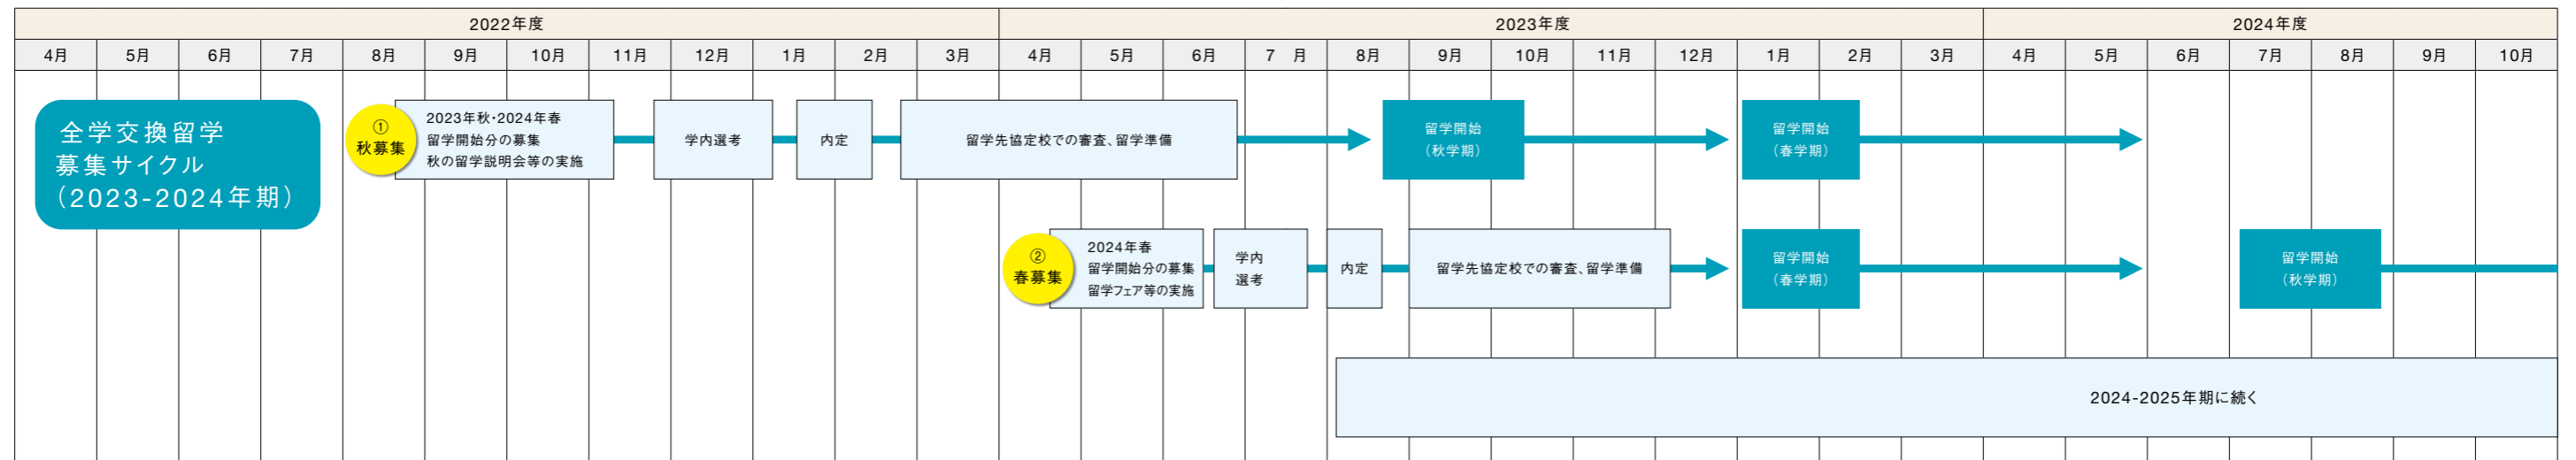 2022年度 2023年度 2024年度
4月 5月 6月 7月 8月 9月 10月 11月 12月 1月 2月 3月 4月 5月 6月 7 月 8月 9月 10月 11月 12月 1月 2月 3月 4月 5月 6月 7月 8月 9月 10月
全学交換留学
募集サイクル
（2023-2024年期）
①
秋募集
2023年秋・2024年春
留学開始分の募集
秋の留学説明会等の実施
学内選考
内定
留学先協定校での審査、留学準備
留学開始
（秋学期）
留学開始
（春学期）
②
春募集
2024年春
留学開始分の募集
留学フェア等の実施
学内
選考
内定
留学先協定校での審査、留学準備
留学開始
（春学期）
留学開始
（秋学期）
2024-2025年期に続く